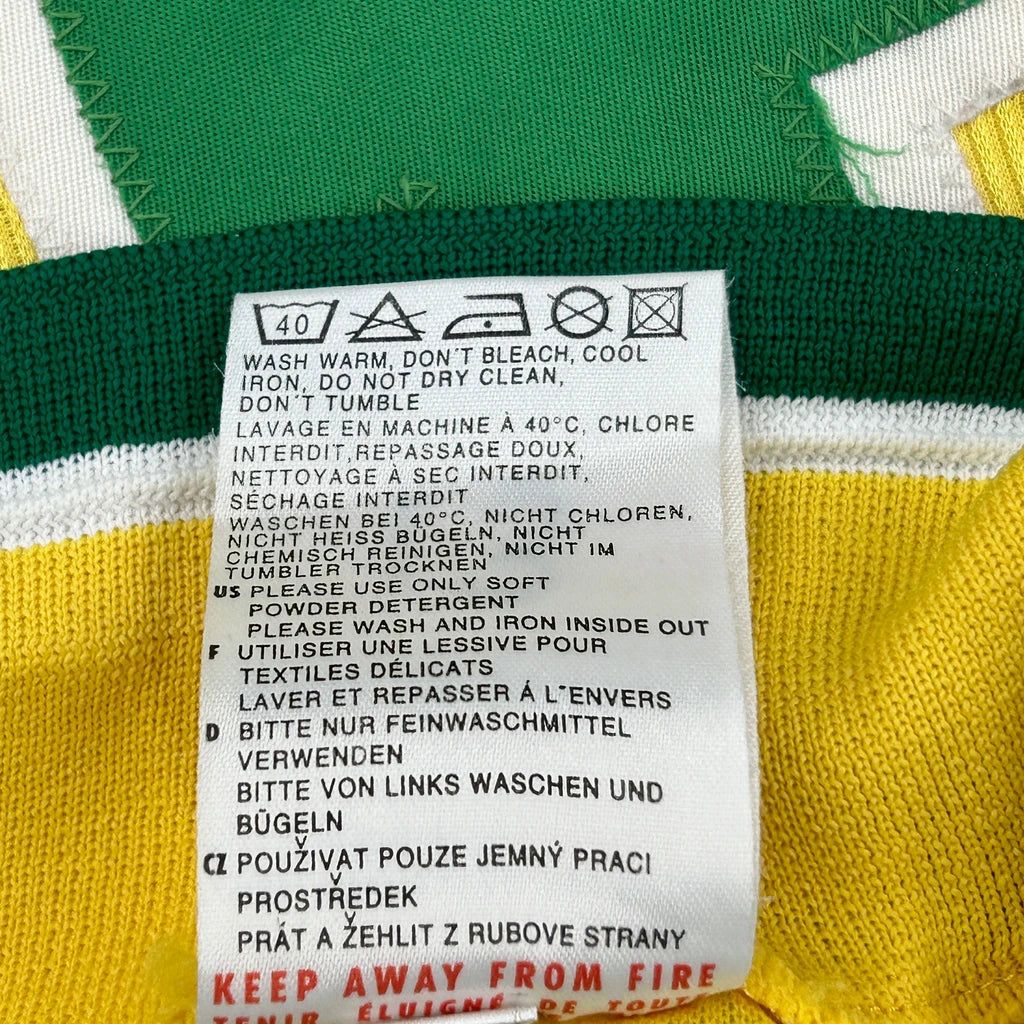 40
WASH WARM, DON´T BLEACH, COOL
IRON, DO NOT DRY CLEAN,
DON´T TUMBLE
LAVAGE EN MACHINE À 40°C, CHLORE
INTERDIT,REPASSAGE DOUX,
NETTOYAGE À SEC INTERDIT,
SÉCHAGE INTERDIT
WASCHEN BEI 40°C, NICHT CHLOREN,
NICHT HEISS BÜGELN, NICHT
CHEMISCH REINIGEN, NICHT IM
TUMBLER TROCKNEN
US PLEASE USE ONLY SOFT
POWDER DETERGENT
PLEASE WASH AND IRON INSIDE OUT
F UTILISER UNE LESSIVE POUR
TEXTILES DÉLICATS
LAVER ET REPASSER Á L´ENVERS
D BITTE NUR FEINWASCHMITTEL
VERWENDEN
BITTE VON LINKS WASCHEN UND
BÜGELN
CZ POUŽIVAT POUZE JEMNÝ PRACI
PROSTŘEDEK
PRÁT A ŽEHLIT Z RUBOVE STRANY
KEEP AWAY FROM FIRE
TENIR ÉLUIGNÉ DE TOUT